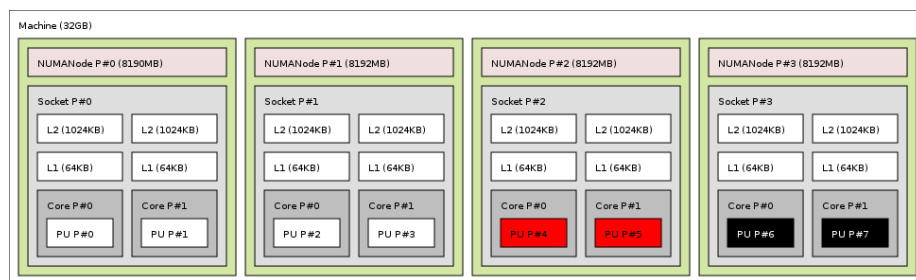 Machine (32GB)
NUMANode P#0 (8190MB)
Socket P#0
L2 (1024KB) L2 (1024KB)
L1 (64KB) L1 (64KB)
Core P#0 Core P#1
PU P#0 PU P#1
NUMANode P#1 (8192MB)
Socket P#1
L2 (1024KB) L2 (1024KB)
L1 (64KB) L1 (64KB)
Core P#0 Core P#1
PU P#2 PU P#3
NUMANode P#2 (8192MB)
Socket P#2
L2 (1024KB) L2 (1024KB)
L1 (64KB) L1 (64KB)
Core P#0 Core P#1
PU P#4 PU P#5
NUMANode P#3 (8192MB)
Socket P#3
L2 (1024KB) L2 (1024KB)
L1 (64KB) L1 (64KB)
Core P#0 Core P#1
PU P#6 PU P#7